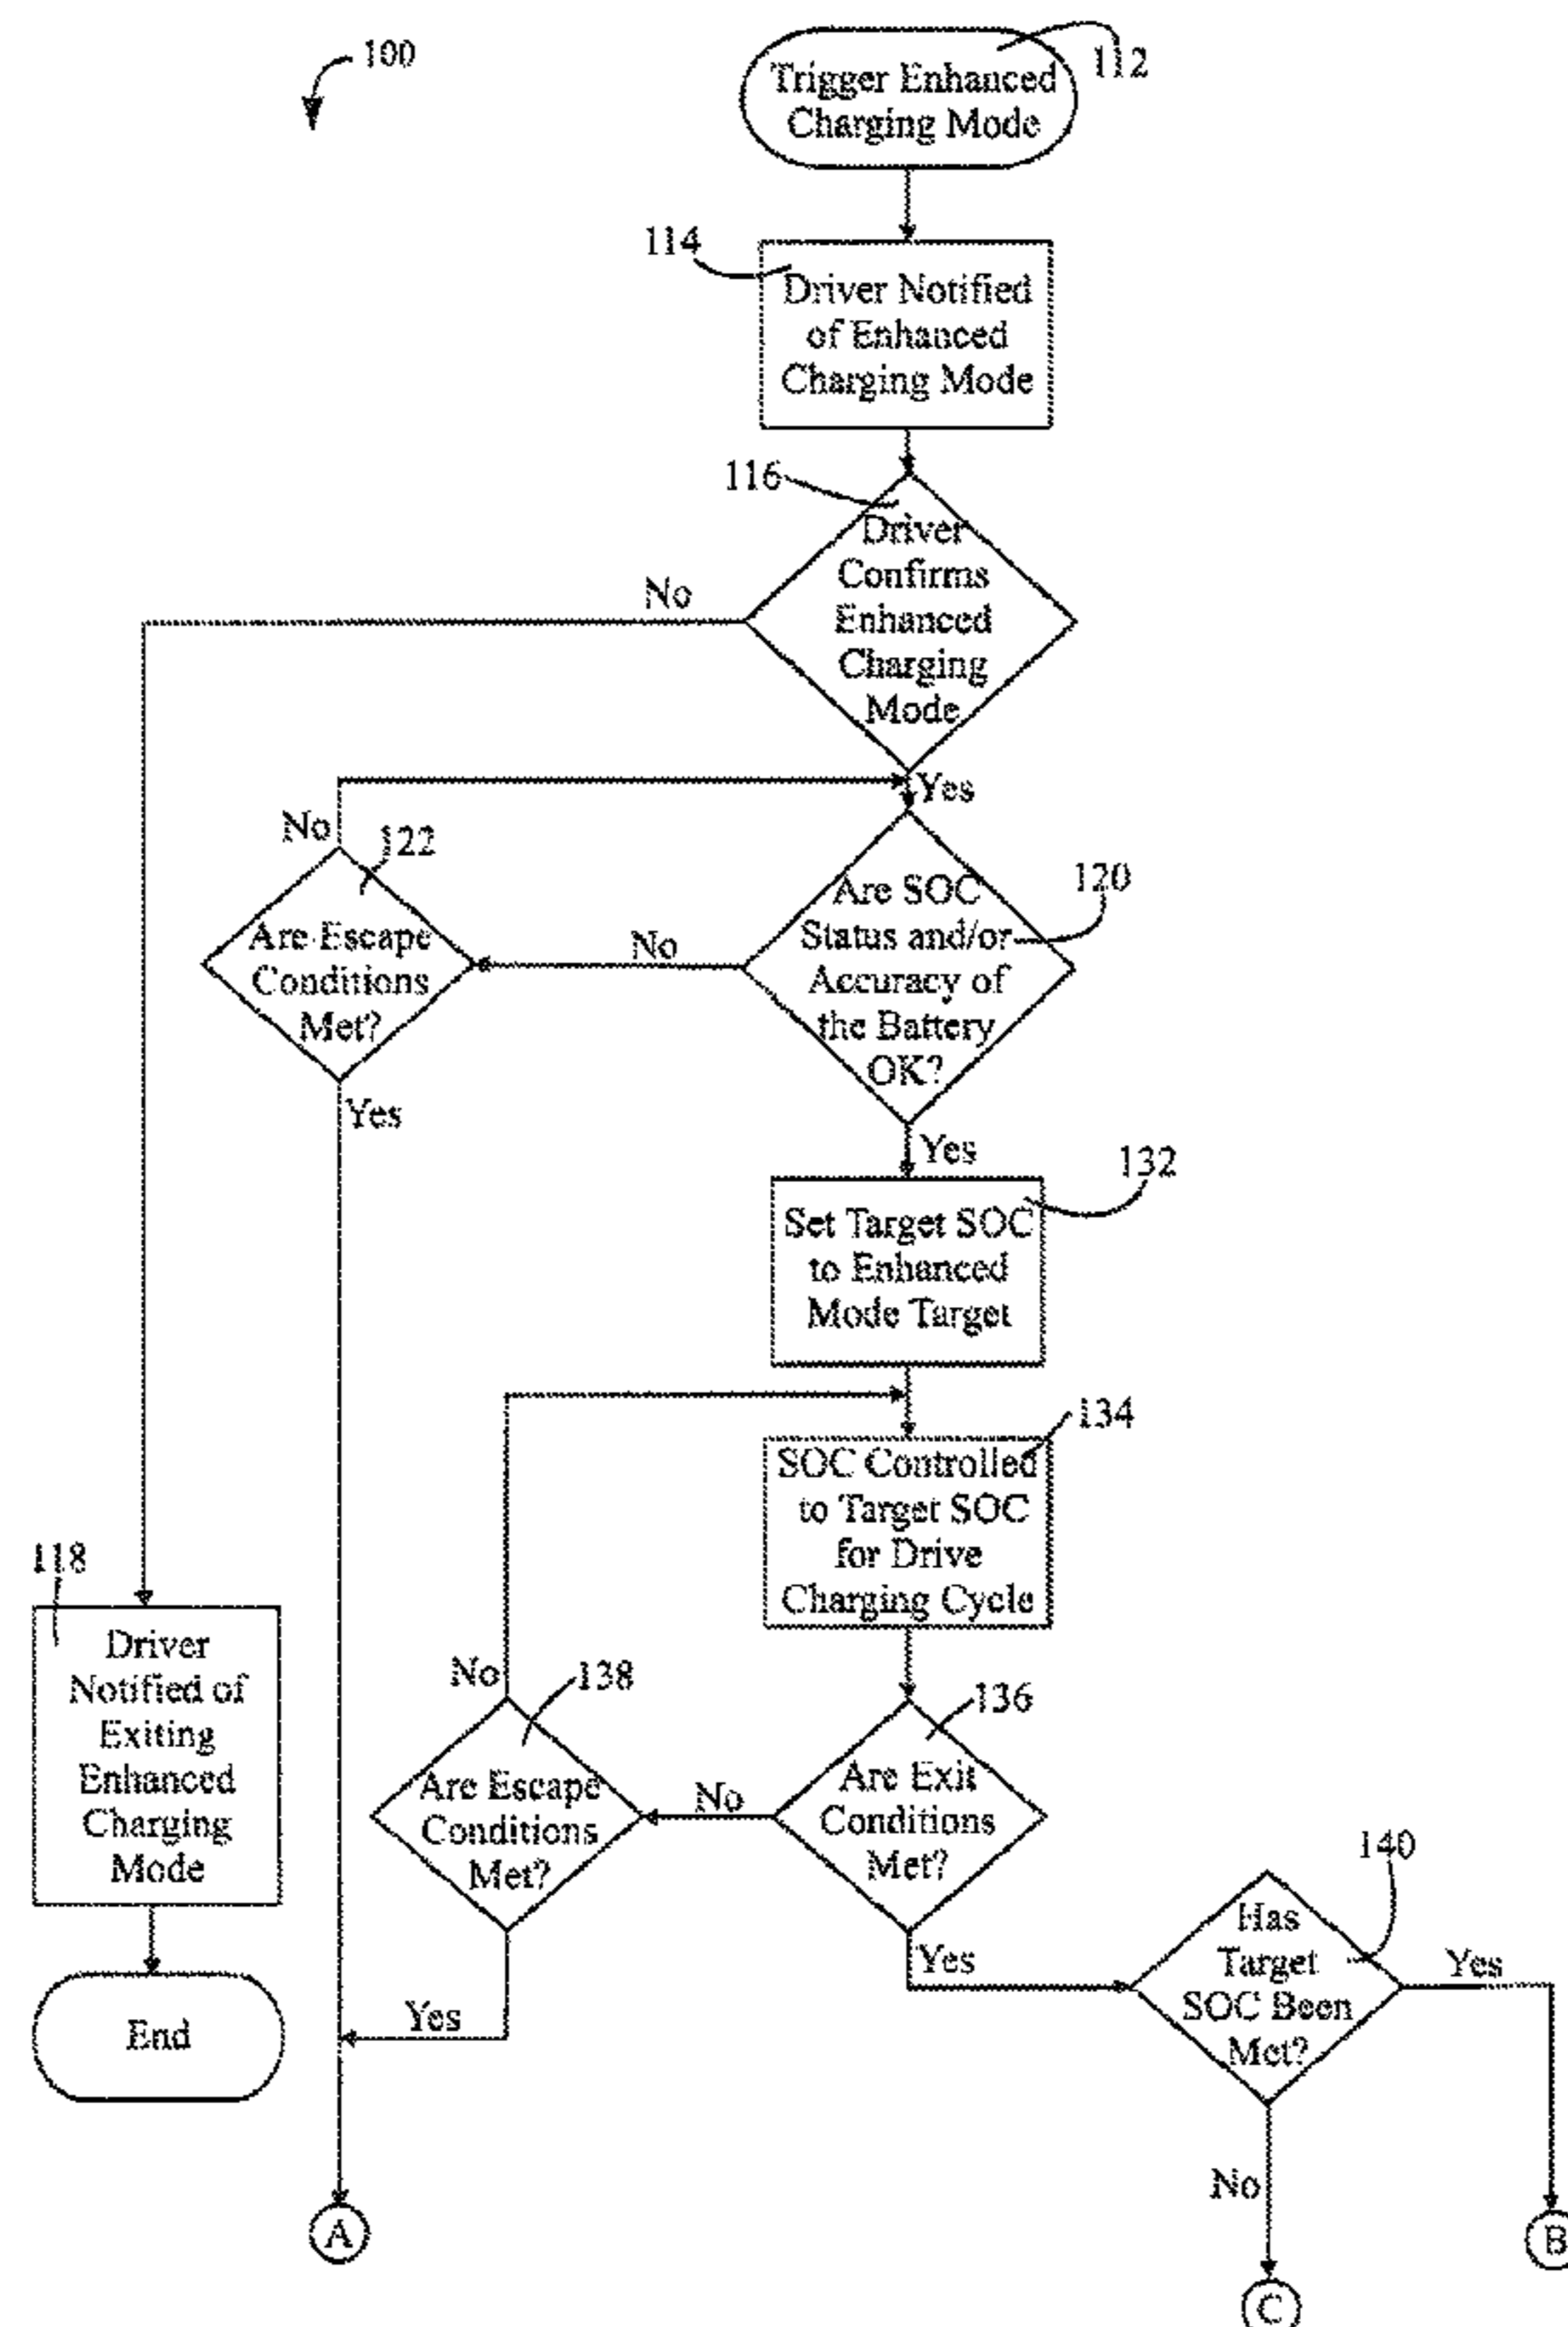 100
112
Trigger Enhanced
Charging Mode
114
Driver Notified
of Enhanced
Charging Mode
116
Driver
Confirms
Enhanced
Charging
Mode
No
Yes
No
122
Are Escape
Conditions
Met?
No
120
Are SOC
Status and/or
Accuracy of
the Battery
OK?
Yes
Yes
132
Set Target SOC
to Enhanced
Mode Target
134
SOC Controlled
to Target SOC
for Drive
Charging Cycle
118
Driver
Notified of
Exiting
Enhanced
Charging
Mode
No
138
Are Escape
Conditions
Met?
No
136
Are Exit
Conditions
Met?
140
Has
Target
SOC Been
Met?
Yes
Yes
End
Yes
No
A
B
C